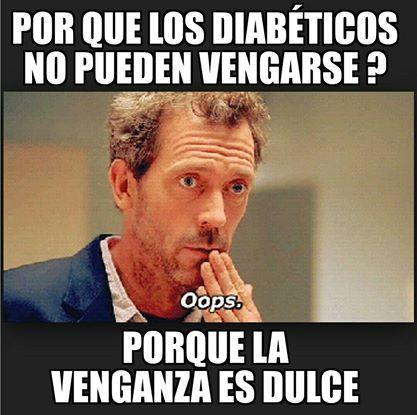 POR QUE LOS DIABÉTICOS
NO PUEDEN VENGARSE ?
Oops.
PORQUE LA
VENGANZA ES DULCE